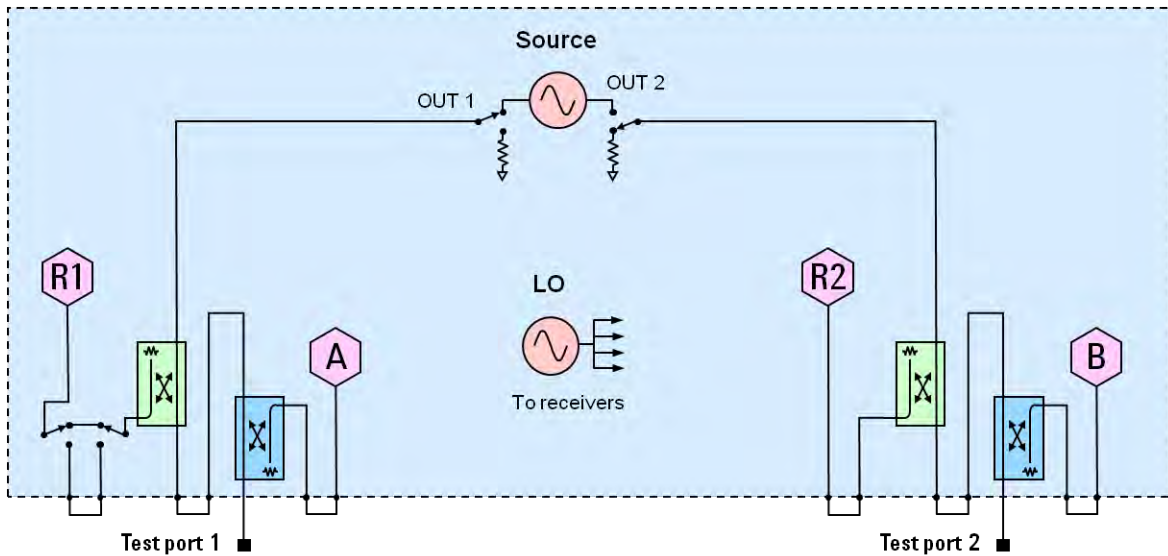 Source
OUT 1
OUT 2
R1
LO
R2
A
B
To receivers
Test port 1
Test port 2